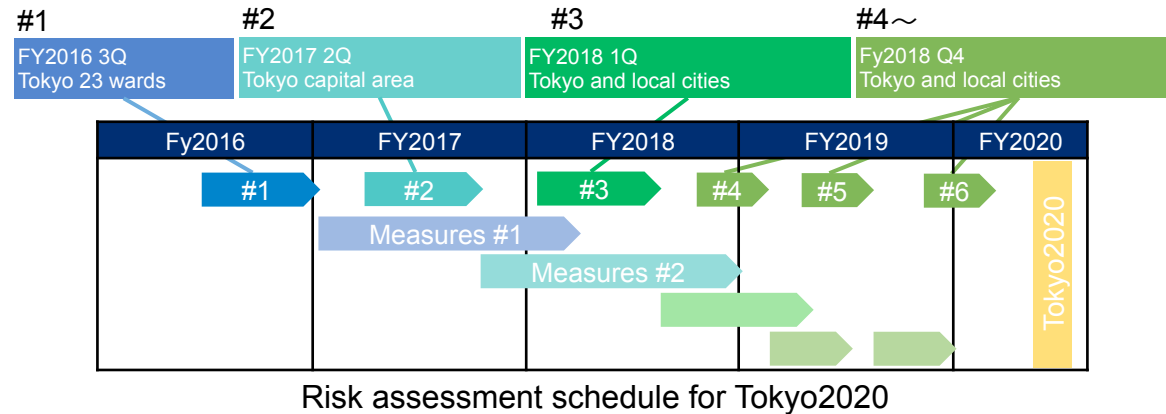 #1
#2
#3
#4～
FY2016 3Q
Tokyo 23 wards
FY2017 2Q
Tokyo capital area
FY2018 1Q
Tokyo and local cities
Fy2018 Q4
Tokyo and local cities
Fy2016
FY2017
FY2018
FY2019
FY2020
#1
#2
#3
#4
#5
#6
Measures #1
Measures #2
Tokyo2020
Risk assessment schedule for Tokyo2020